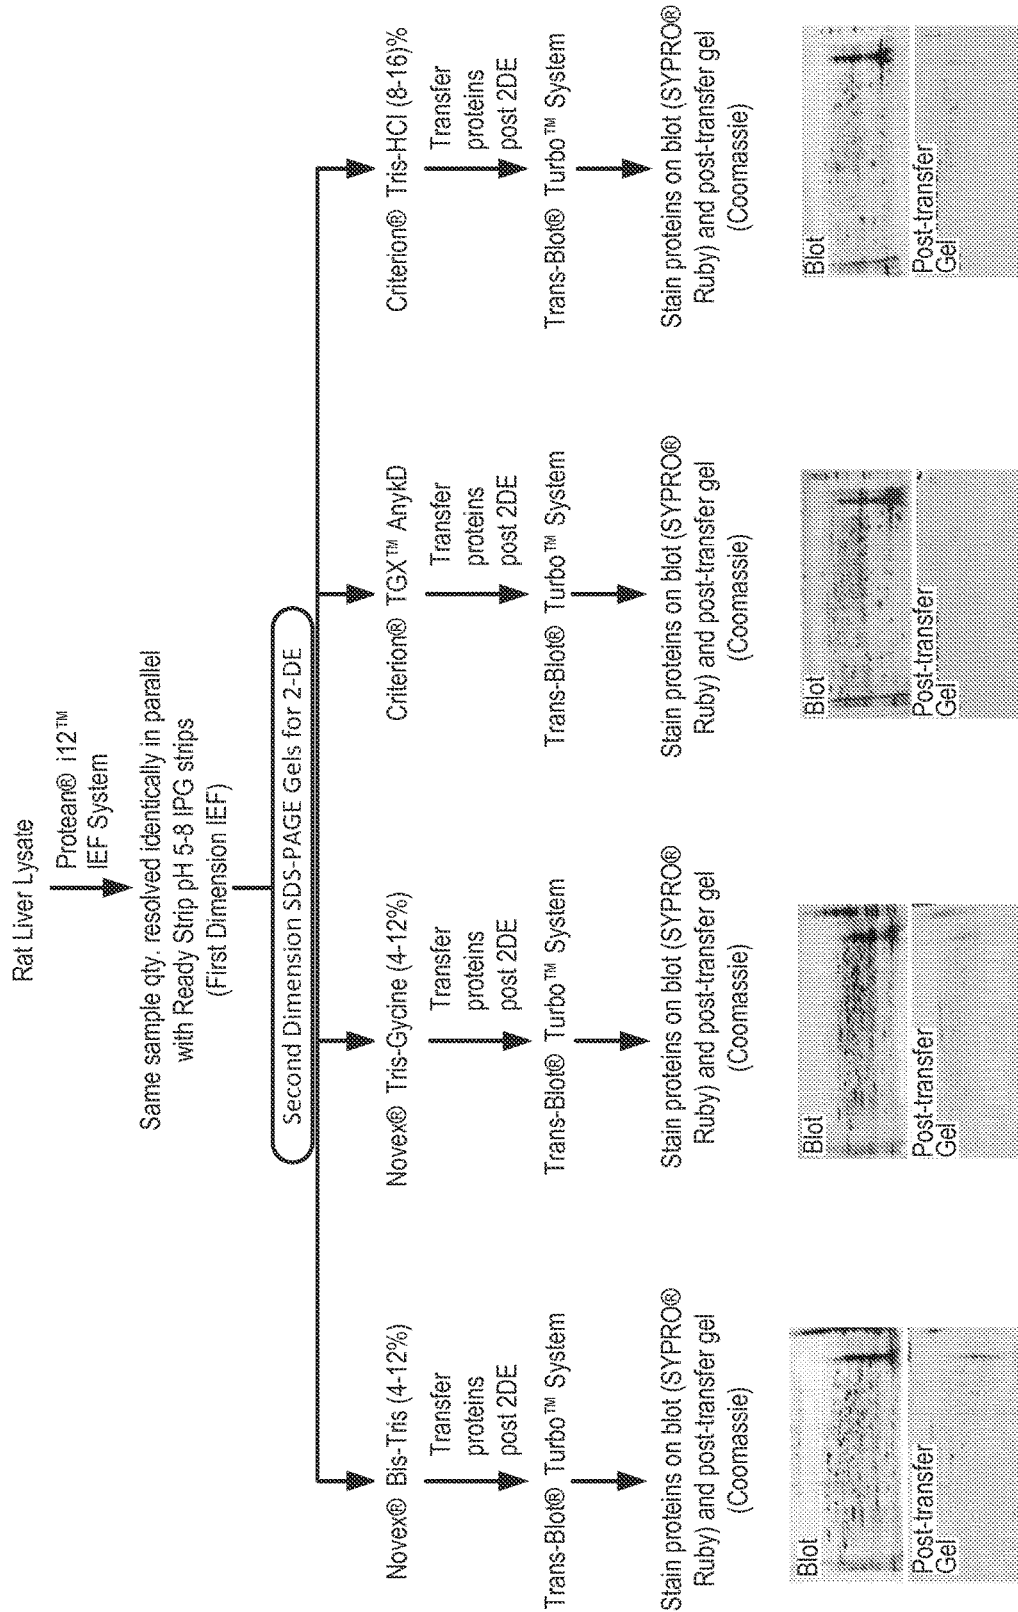 Rat Liver Lysate
Protean® i12™
IEF System
Same sample qty. resolved identically in parallel
with Ready Strip pH 5-8 IPG strips
(First Dimension IEF)
Second Dimension SDS-PAGE Gels for 2-DE
Novex® Bis-Tris (4-12%)
Transfer
proteins
post 2DE
Trans-Blot® Turbo™ System
Stain proteins on blot (SYPRO®
Ruby) and post-transfer gel
(Coomassie)
Blot
Post-transfer
Gel
Novex® Tris-Gycine (4-12%)
Transfer
proteins
post 2DE
Trans-Blot® Turbo™ System
Stain proteins on blot (SYPRO®
Ruby) and post-transfer gel
(Coomassie)
Blot
Post-transfer
Gel
Criterion® TGX™ AnykD
Transfer
proteins
post 2DE
Trans-Blot® Turbo™ System
Stain proteins on blot (SYPRO®
Ruby) and post-transfer gel
(Coomassie)
Blot
Post-transfer
Gel
Criterion® Tris-HCl (8-16)%
Transfer
proteins
post 2DE
Trans-Blot® Turbo™ System
Stain proteins on blot (SYPRO®
Ruby) and post-transfer gel
(Coomassie)
Blot
Post-transfer
Gel